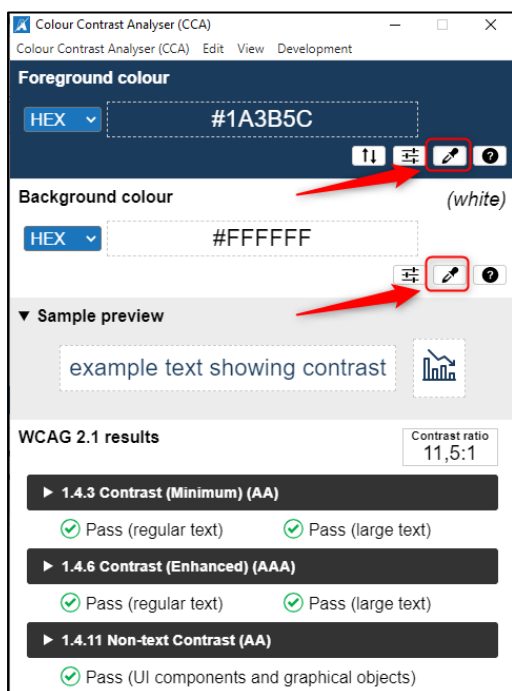 Colour Contrast Analyser (CCA)
Colour Contrast Analyser (CCA) Edit View Development
Foreground colour
HEX #1A3B5C
?
Background colour (white)
HEX #FFFFFF
?
▼ Sample preview
example text showing contrast
WCAG 2.1 results Contrast ratio
11,5:1
▶ 1.4.3 Contrast (Minimum) (AA)
Pass (regular text) Pass (large text)
▶ 1.4.6 Contrast (Enhanced) (AAA)
Pass (regular text) Pass (large text)
▶ 1.4.11 Non-text Contrast (AA)
Pass (UI components and graphical objects)